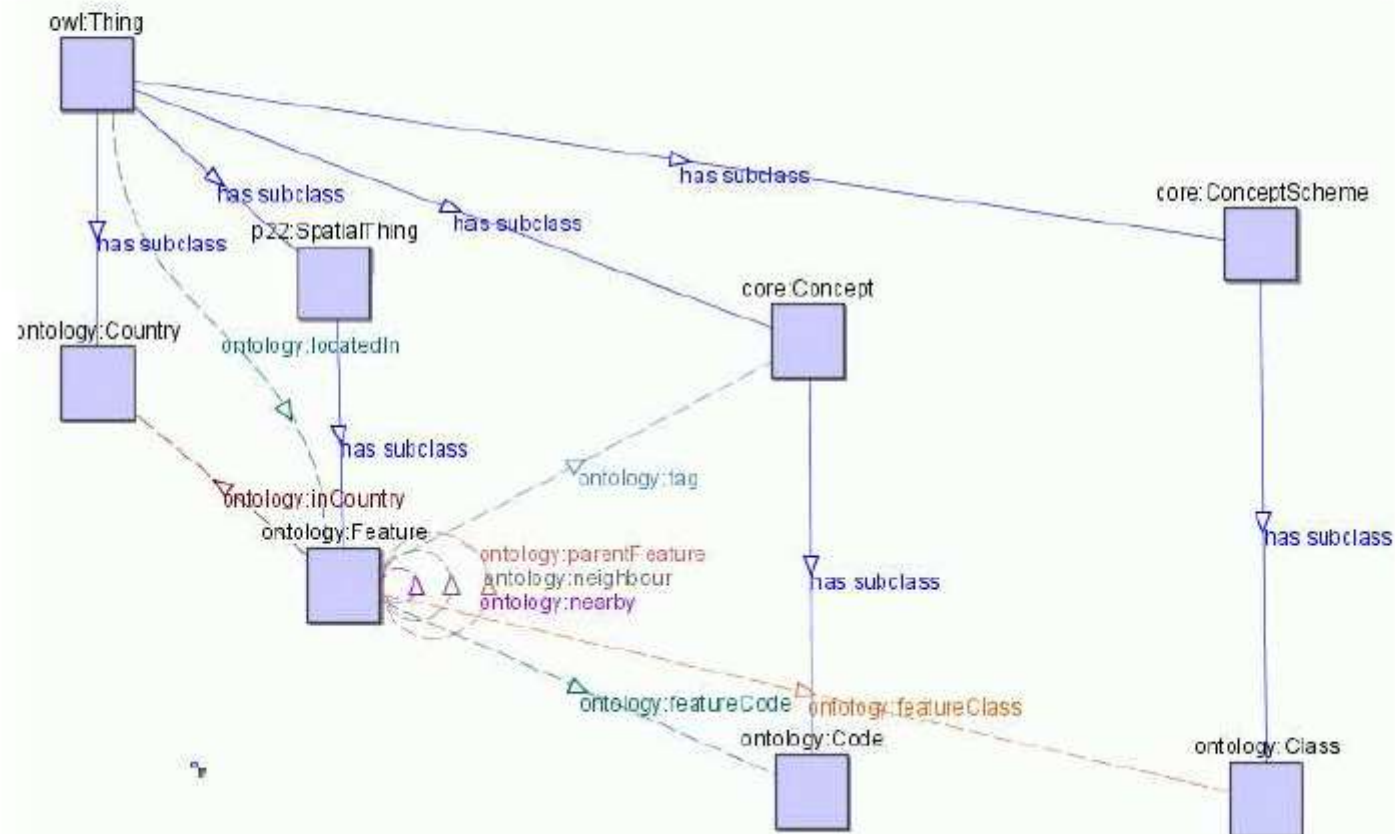 owl:Thing
has subclass
core:ConceptScheme
has subclass
has subclass
p22:SpatialThing
has subclass
core:Concept
ontology:Country
ontology:locatedIn
has subclass
ontology:tag
ontology:inCountry
ontology:Feature
has subclass
ontology:parentFeature
ontology:neighbour
has subclass
ontology:nearby
ontology:featureCode
ontology:featureClass
ontology:Code
ontology:Class